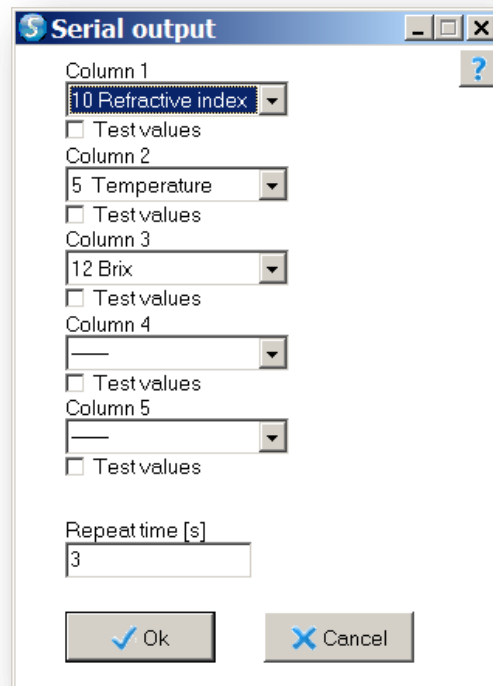 Serial output
?
Column 1
10 Refractive index
Test values
Column 2
5 Temperature
Test values
Column 3
12 Brix
Test values
Column 4
——
Test values
Column 5
——
Test values
Repeat time [s]
3
Ok
Cancel